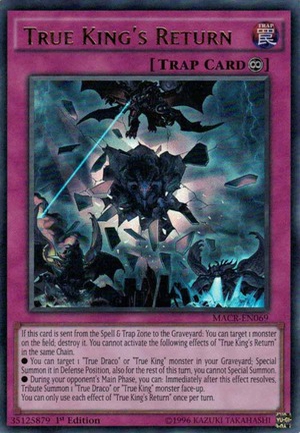 TRUE KING'S RETURN
[TRAP CARD]
TRAP
罠
MACR-EN069
If this card is sent from the Spell & Trap Zone to the Graveyard: You can target 1 monster
on the field; destroy it. You cannot activate the following effects of "True King's Return"
in the same Chain.
● You can target 1 "True Draco" or "True King" monster in your Graveyard; Special
Summon it in Defense Position, also for the rest of this turn, you cannot Special Summon.
● During your opponent's Main Phase, you can: Immediately after this effect resolves,
Tribute Summon 1 "True Draco" or "True King" monster face-up.
You can only use each effect of "True King's Return" once per turn.
35125879 1st Edition
©1996 KAZUKI TAKAHASHI